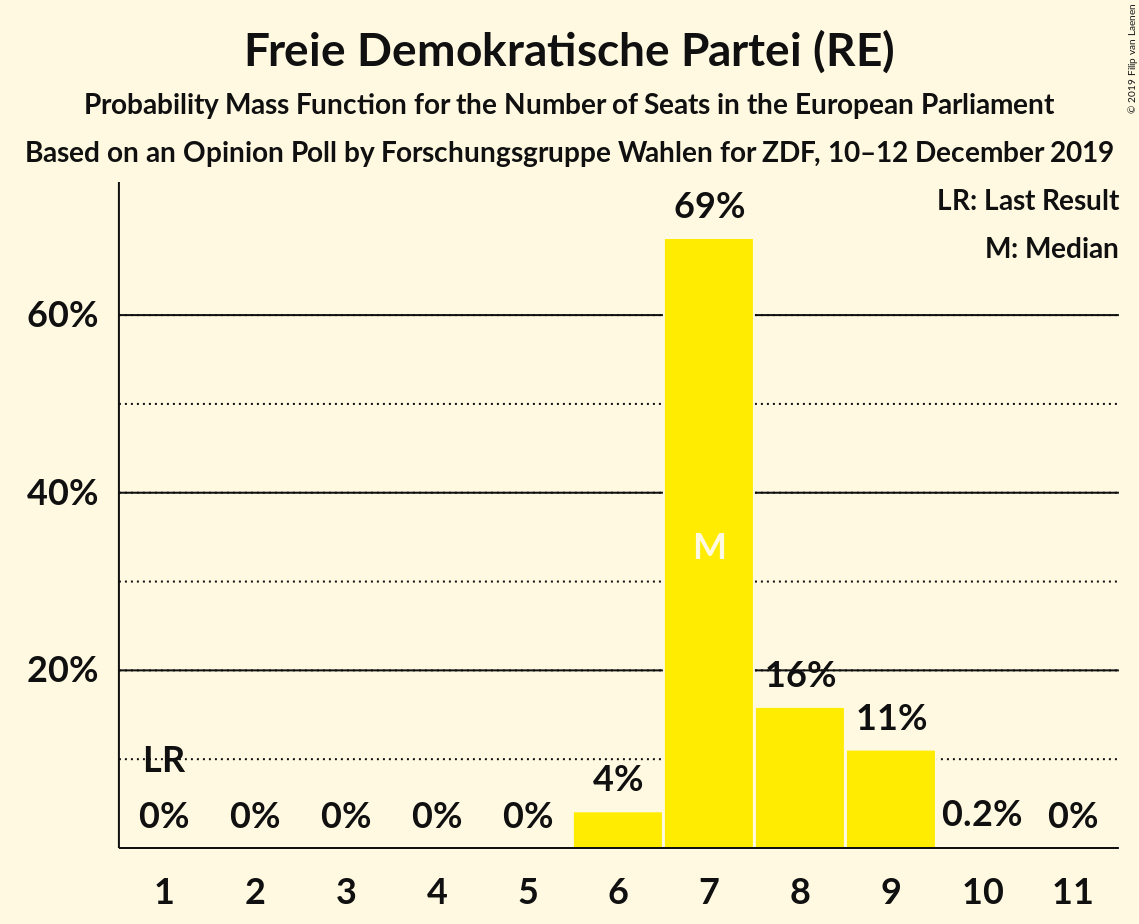 Freie Demokratische Partei (RE)
Probability Mass Function for the Number of Seats in the European Parliament
Based on an Opinion Poll by Forschungsgruppe Wahlen for ZDF, 10–12 December 2019
© 2019 Filip van Laenen
LR: Last Result
M: Median
69%
60%
40%
M
20%
16%
11%
LR
4%
0% 0% 0% 0% 0% 0.2% 0%
1 2 3 4 5 6 7 8 9 10 11